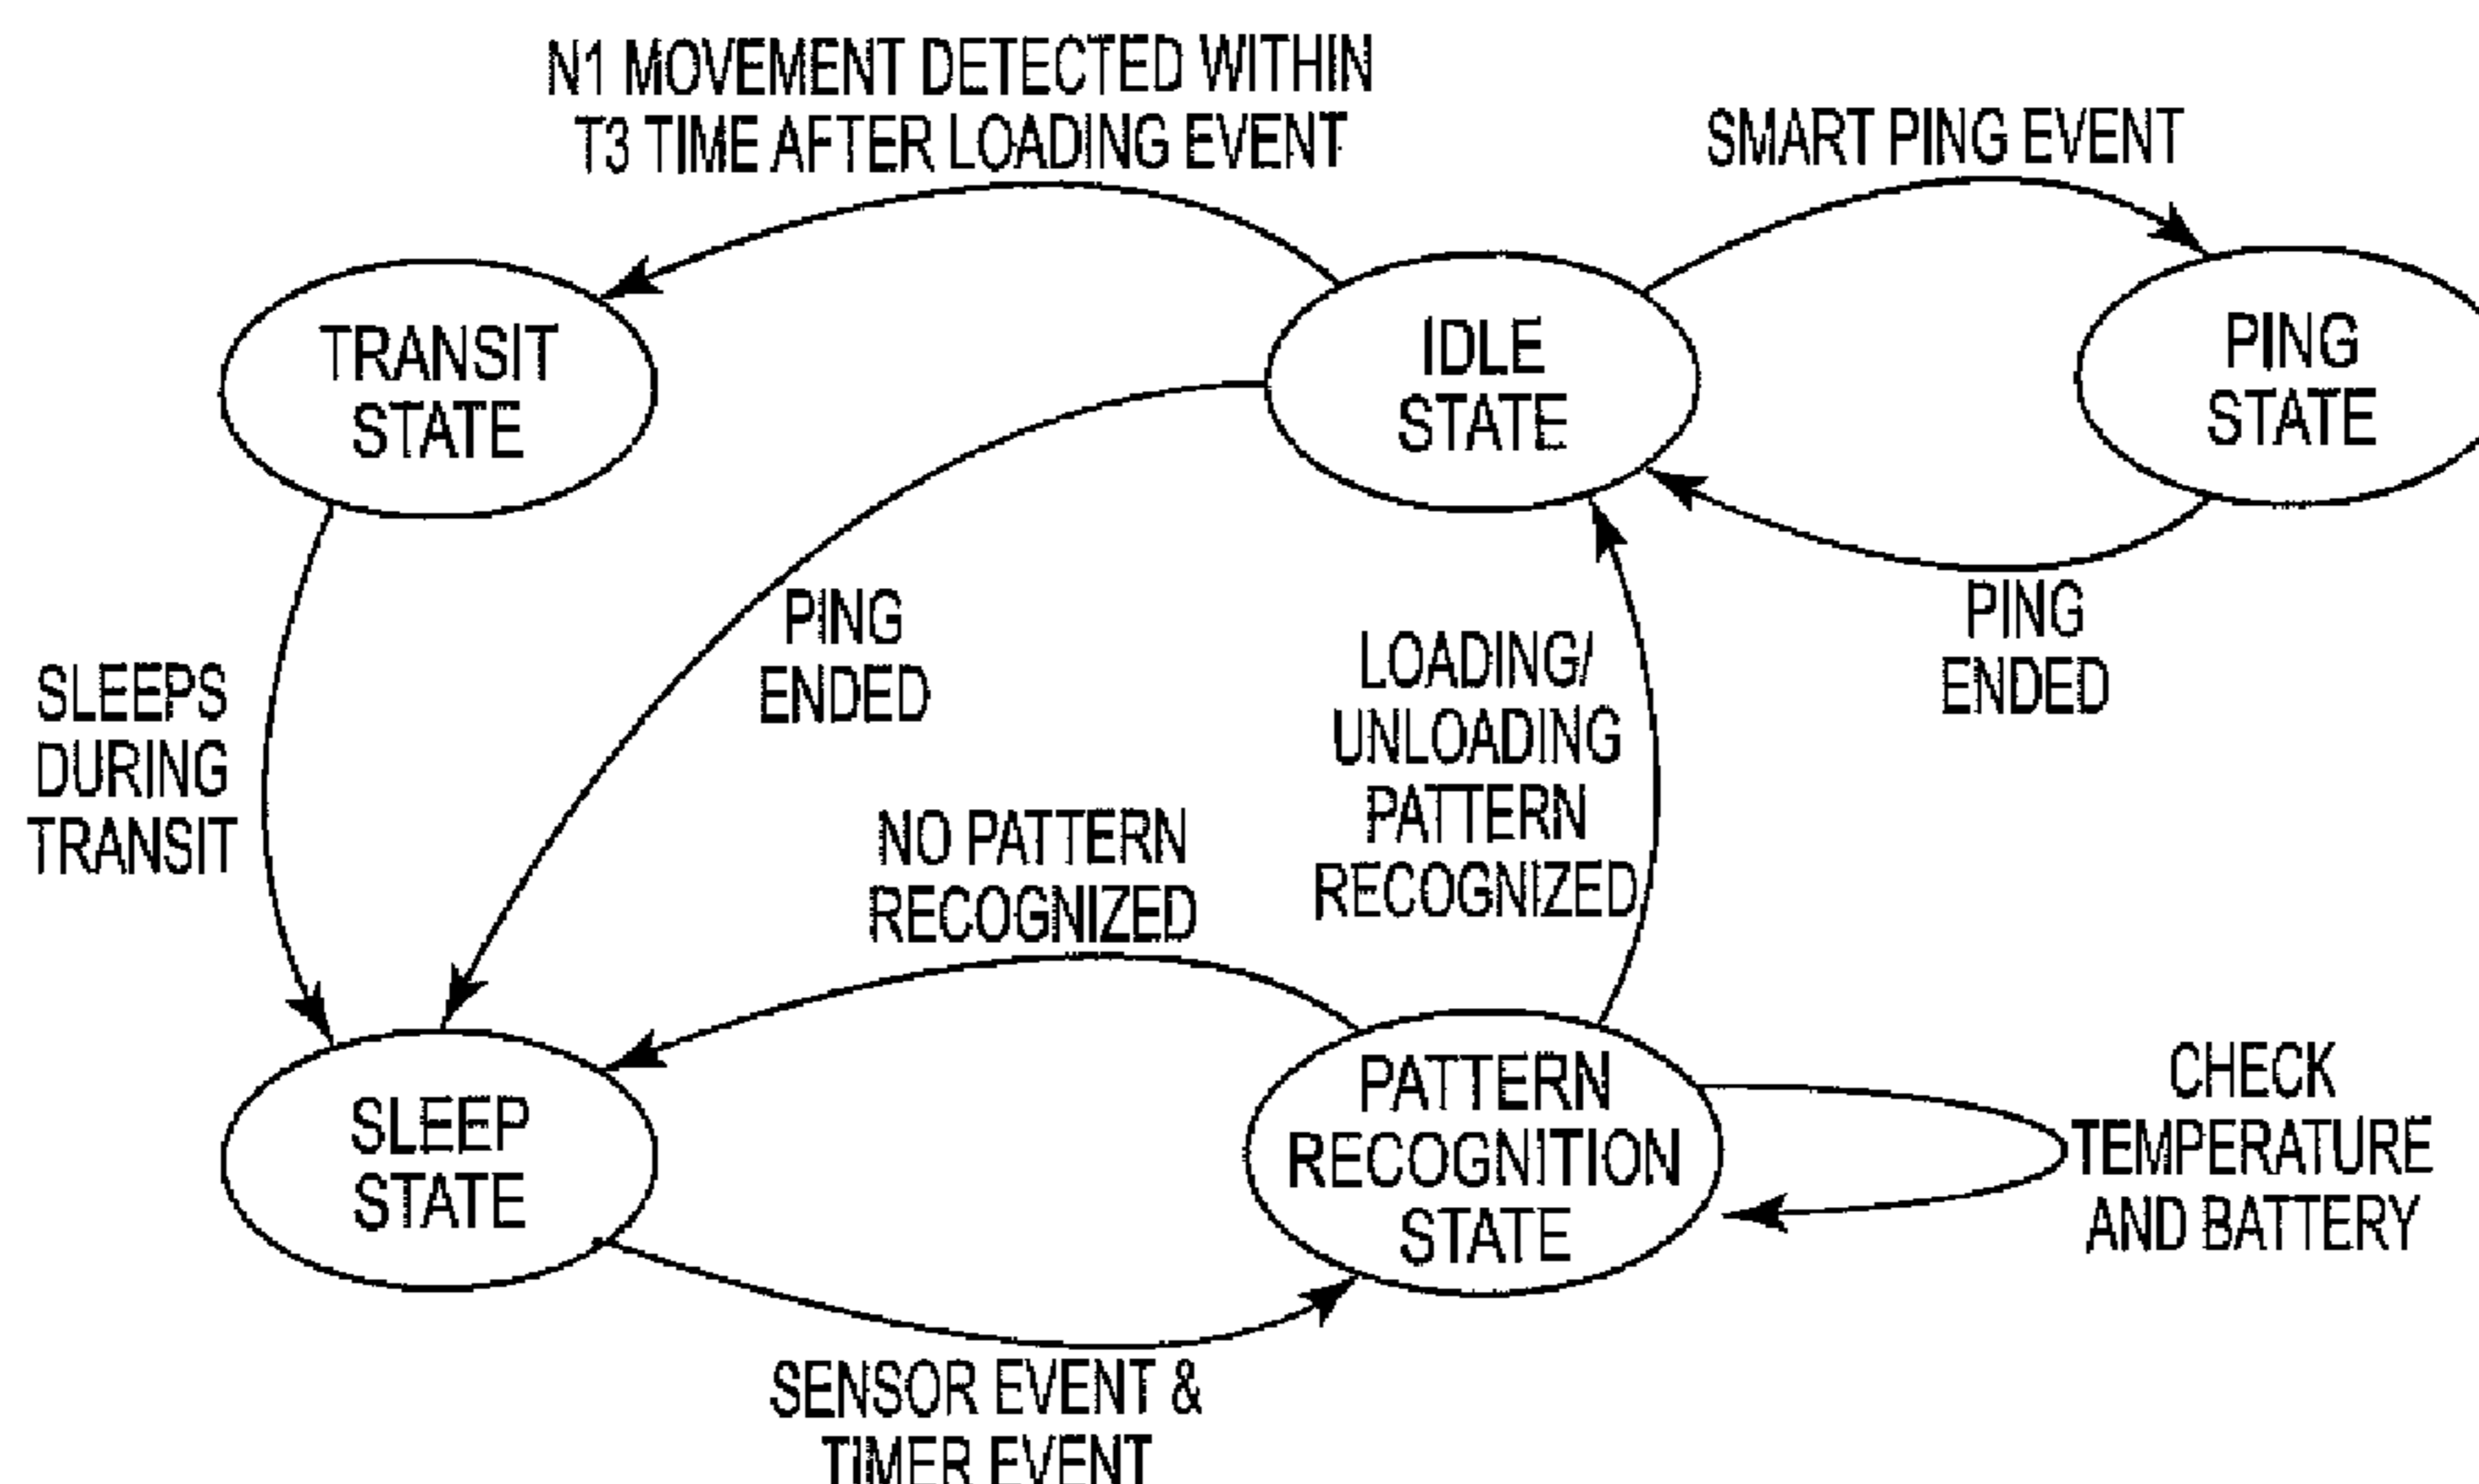 N1 MOVEMENT DETECTED WITHIN
T3 TIME AFTER LOADING EVENT
SMART PING EVENT
TRANSIT
STATE
IDLE
STATE
PING
STATE
PING
ENDED
PING
ENDED
LOADING/
UNLOADING
PATTERN
RECOGNIZED
SLEEPS
DURING
TRANSIT
NO PATTERN
RECOGNIZED
SLEEP
STATE
PATTERN
RECOGNITION
STATE
CHECK
TEMPERATURE
AND BATTERY
SENSOR EVENT &
TIMER EVENT